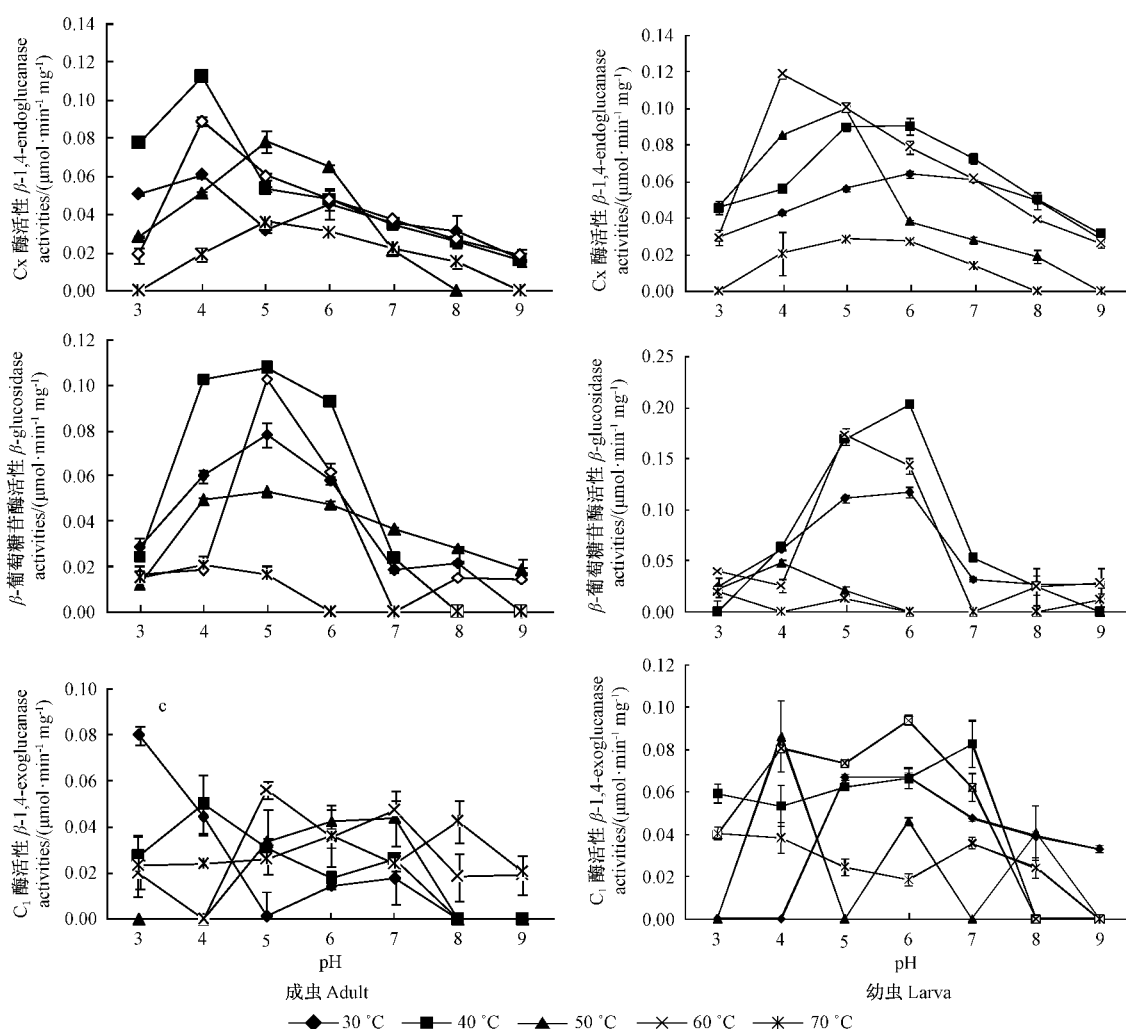 Cx 酶活性 β-1,4-endoglucanase
activities/(μmol·min⁻¹ mg⁻¹)
0.14
0.12
0.10
0.08
0.06
0.04
0.02
0.00
3 4 5 6 7 8 9
Cx 酶活性 β-1,4-endoglucanase
activities/(μmol·min⁻¹ mg⁻¹)
0.14
0.12
0.10
0.08
0.06
0.04
0.02
0.00
3 4 5 6 7 8 9
β-葡萄糖苷酶活性 β-glucosidase
activities/(μmol·min⁻¹ mg⁻¹)
0.12
0.10
0.08
0.06
0.04
0.02
0.00
3 4 5 6 7 8 9
β-葡萄糖苷酶活性 β-glucosidase
activities/(μmol·min⁻¹ mg⁻¹)
0.25
0.20
0.15
0.10
0.05
0.00
3 4 5 6 7 8 9
C₁ 酶活性 β-1,4-exoglucanase
activities/(μmol·min⁻¹ mg⁻¹)
0.10
0.08
0.06
0.04
0.02
0.00
c
3 4 5 6 7 8 9
pH
成虫 Adult
C₁ 酶活性 β-1,4-exoglucanase
activities/(μmol·min⁻¹ mg⁻¹)
0.12
0.10
0.08
0.06
0.04
0.02
0.00
3 4 5 6 7 8 9
pH
幼虫 Larva
30 °C 40 °C 50 °C 60 °C 70 °C